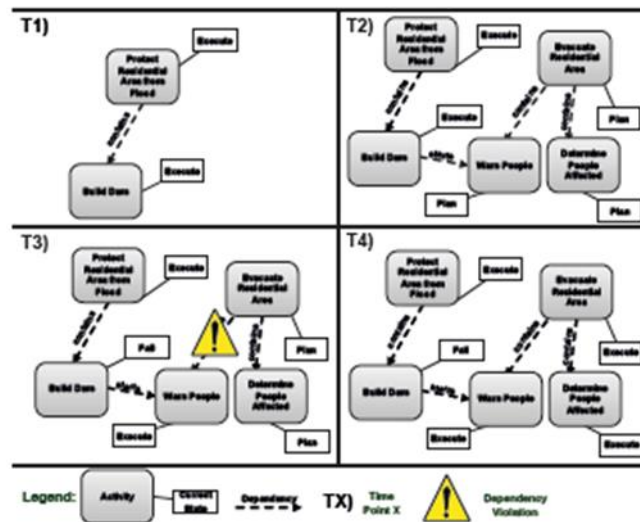 T1)
Execute
Protect
Residential
Area from
Flood
Build Dam
Execute
T2)
Protect
Residential
Area from
Flood
Execute
Evacuate
Residential
Area
Plan
Execute
Build Dam
Warn People
Determine
People
Affected
Plan
Plan
T3)
Protect
Residential
Area from
Flood
Execute
Evacuate
Residential
Area
Fail
Plan
Build Dam
Warn People
Determine
People
Affected
Execute
Plan
T4)
Protect
Residential
Area from
Flood
Execute
Evacuate
Residential
Area
Fail
Execute
Build Dam
Warn People
Determine
People
Affected
Execute
Execute
Legend:
Activity
Current
State
Dependency
TX)
Time
Point X
Dependency
Violation